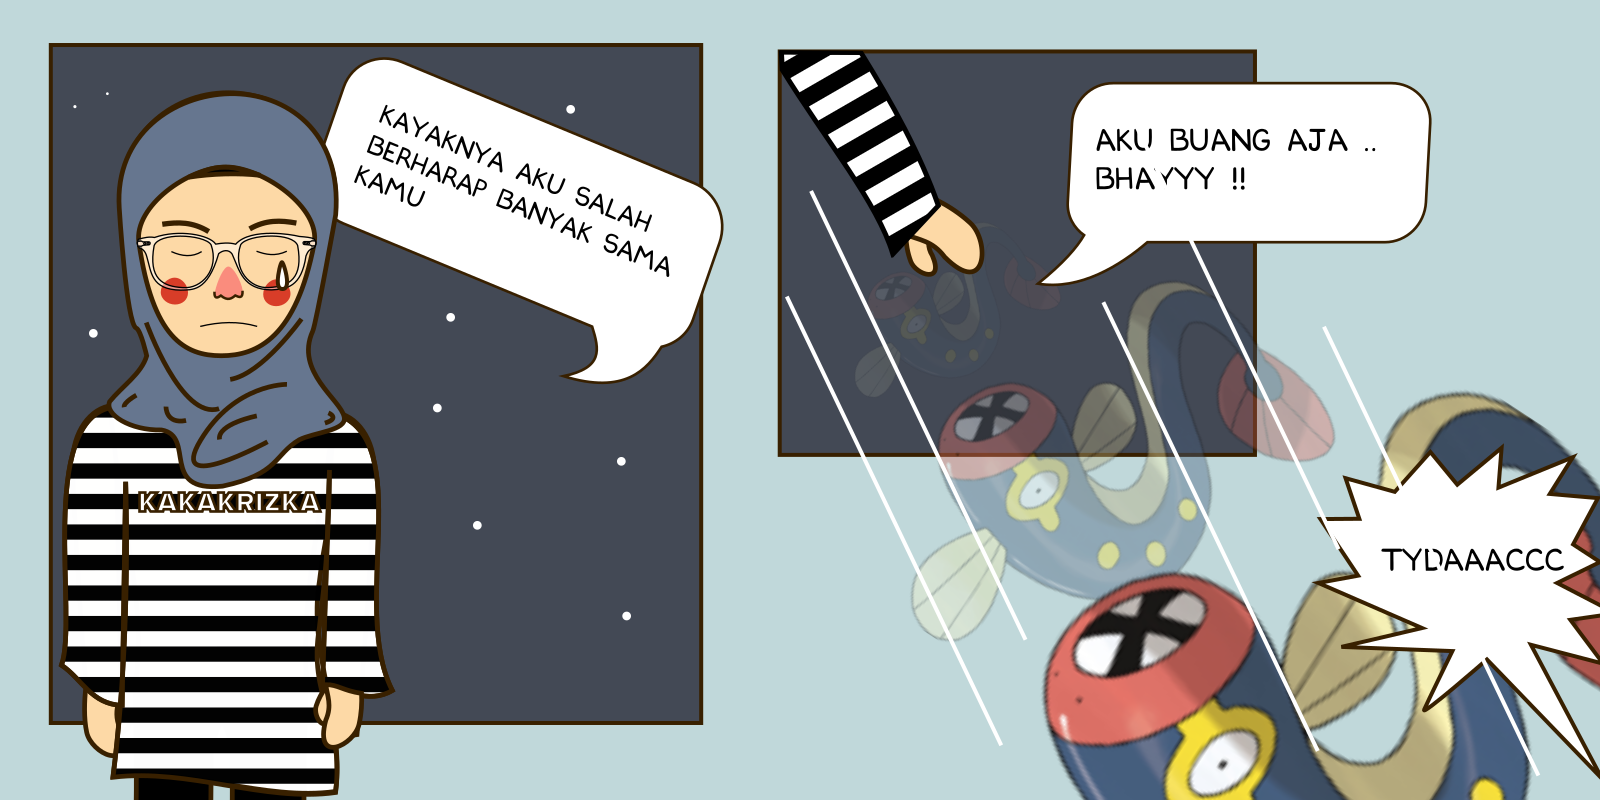 KAYAKNYA AKU SALAH
BERHARAP BANYAK SAMA
KAMU
KAKAKRIZKA
AKU BUANG AJA ..
BHAYYY !!
TYDAAACCC